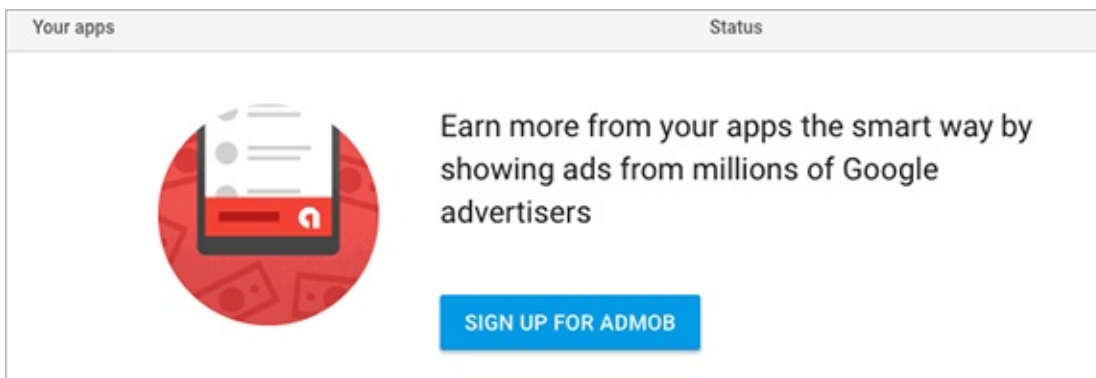 Your apps Status
Earn more from your apps the smart way by
showing ads from millions of Google
advertisers
SIGN UP FOR ADMOB